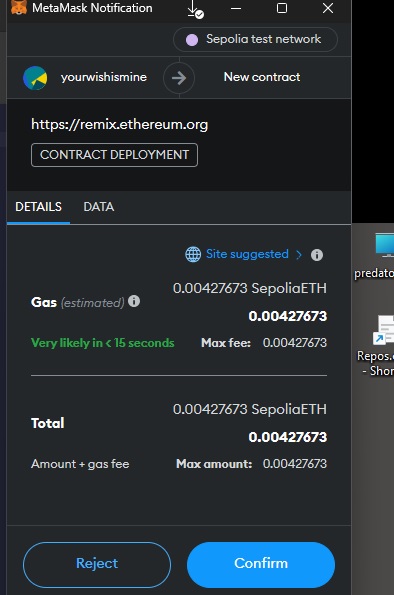 MetaMask Notification
Sepolia test network
yourwishismine
New contract
https://remix.ethereum.org
CONTRACT DEPLOYMENT
DETAILS
DATA
Site suggested
Gas (estimated)
0.00427673 SepoliaETH
0.00427673
Very likely in < 15 seconds
Max fee: 0.00427673
Total
0.00427673 SepoliaETH
0.00427673
Amount + gas fee
Max amount: 0.00427673
Reject
Confirm
predato
Repos.
- Shor